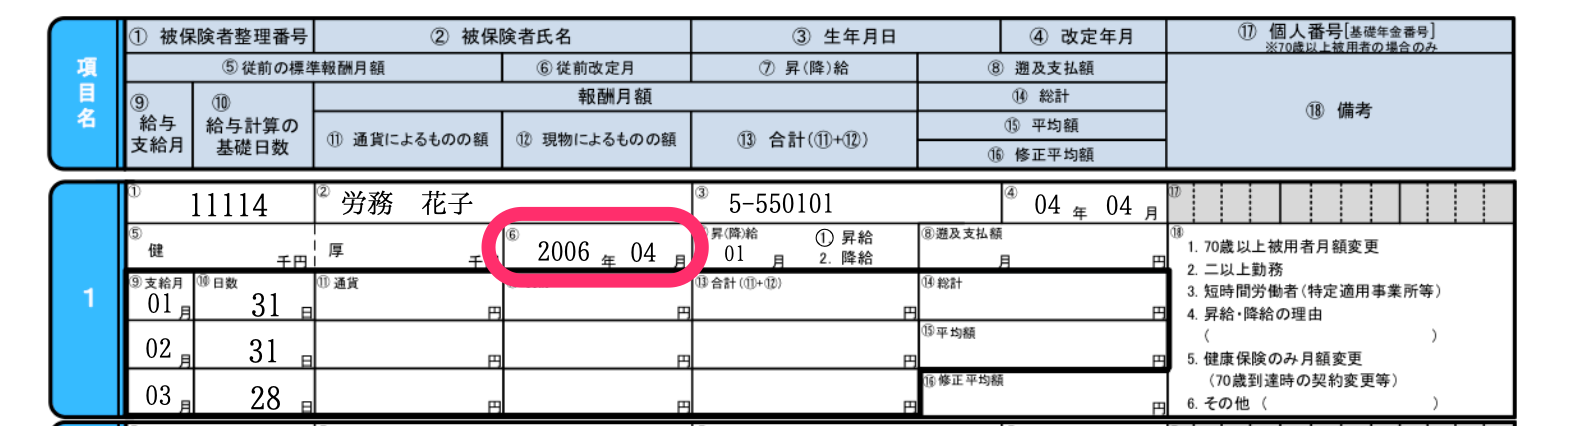 項目名
① 被保険者整理番号 ② 被保険者氏名 ③ 生年月日 ④ 改定年月 ⑰ 個人番号[基礎年金番号]
※70歳以上被用者の場合のみ
⑤ 従前の標準報酬月額 ⑥ 従前改定月 ⑦ 昇(降)給 ⑧ 遡及支払額
⑨ 給与支給月 ⑩ 給与計算の基礎日数 報酬月額 ⑭ 総計 ⑱ 備考
⑪ 通貨によるものの額 ⑫ 現物によるものの額 ⑬ 合計(⑪+⑫) ⑮ 平均額
⑯ 修正平均額
1
① 11114 ② 労務 花子 ③ 5-550101 ④ 04 年 04 月 ⑰
⑤ 健 千円 厚 千 ⑥ 2006 年 04 月 昇(降)給 01 月 ① 昇給 2. 降給 ⑧遡及支払額 月 円 ⑱
⑨ 支給月 01 月 ⑩ 日数 31 日 ⑪ 通貨 円 円 ⑬ 合計(⑪+⑫) 円 ⑭ 総計 円
02 月 31 日 円 円 円 ⑮ 平均額 円
03 月 28 日 円 円 円 ⑯ 修正平均額 円
1. 70歳以上被用者月額変更
2. 二以上勤務
3. 短時間労働者(特定適用事業所等)
4. 昇給・降給の理由
( )
5. 健康保険のみ月額変更
(70歳到達時の契約変更等)
6. その他 ( )